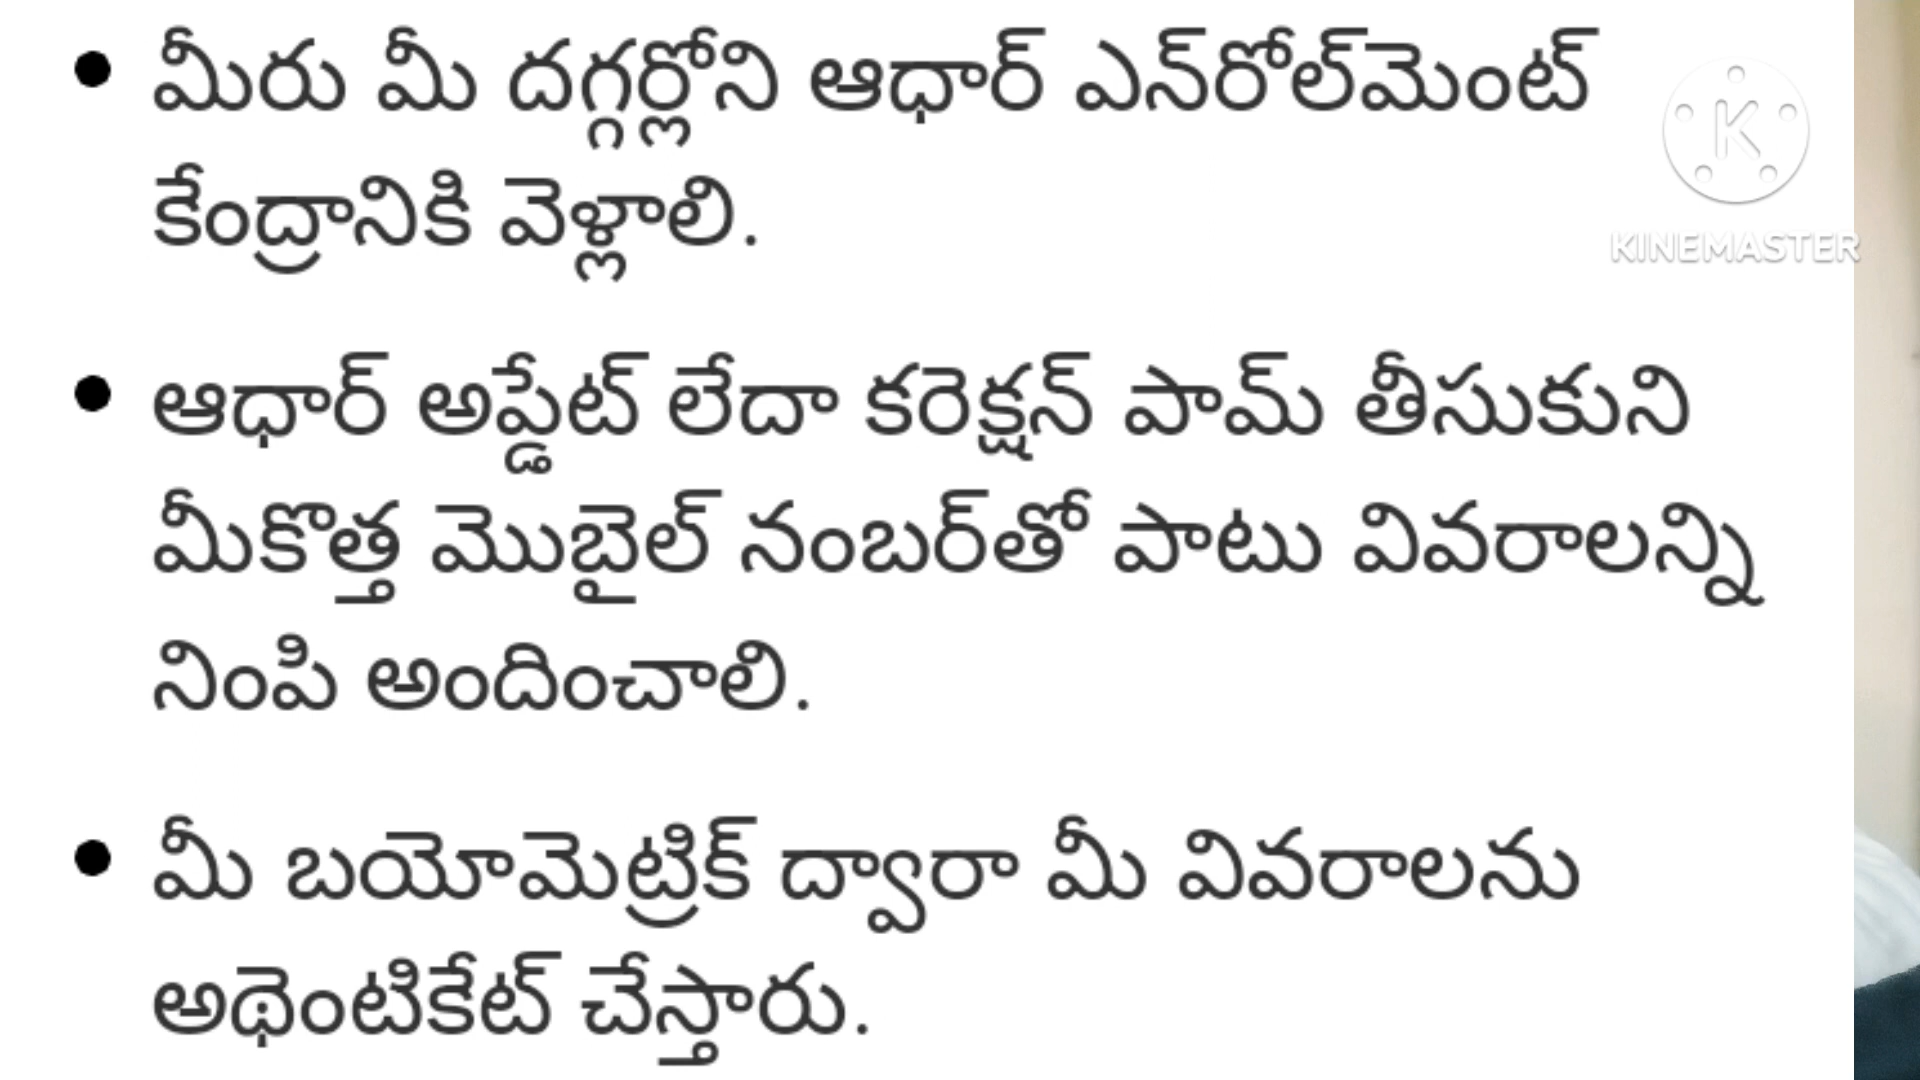 • మీరు మీ దగ్గర్లోని ఆధార్ ఎన్‌రోల్‌మెంట్
కేంద్రానికి వెళ్లాలి.
• ఆధార్ అప్డేట్ లేదా కరెక్షన్ పామ్ తీసుకుని
మీకొత్త మొబైల్ నంబర్‌తో పాటు వివరాలన్ని
నింపి అందించాలి.
• మీ బయోమెట్రిక్ ద్వారా మీ వివరాలను
అథెంటికేట్ చేస్తారు.
K
KINEMASTER